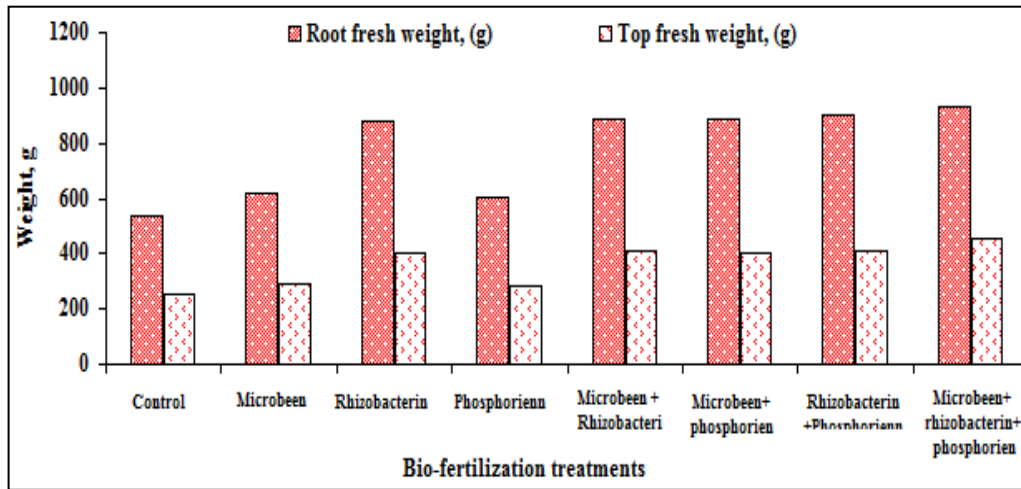 1200
1000
800
600
400
200
0
Weight, g
Root fresh weight, (g)
Top fresh weight, (g)
Control
Microbeen
Rhizobacterin
Phosphorienn
Microbeen +
Rhizobacteri
Microbeen+
phosphorien
Rhizobacterin
+Phosphorienn
Microbeen+
rhizobacterin+
phosphorien
Bio-fertilization treatments